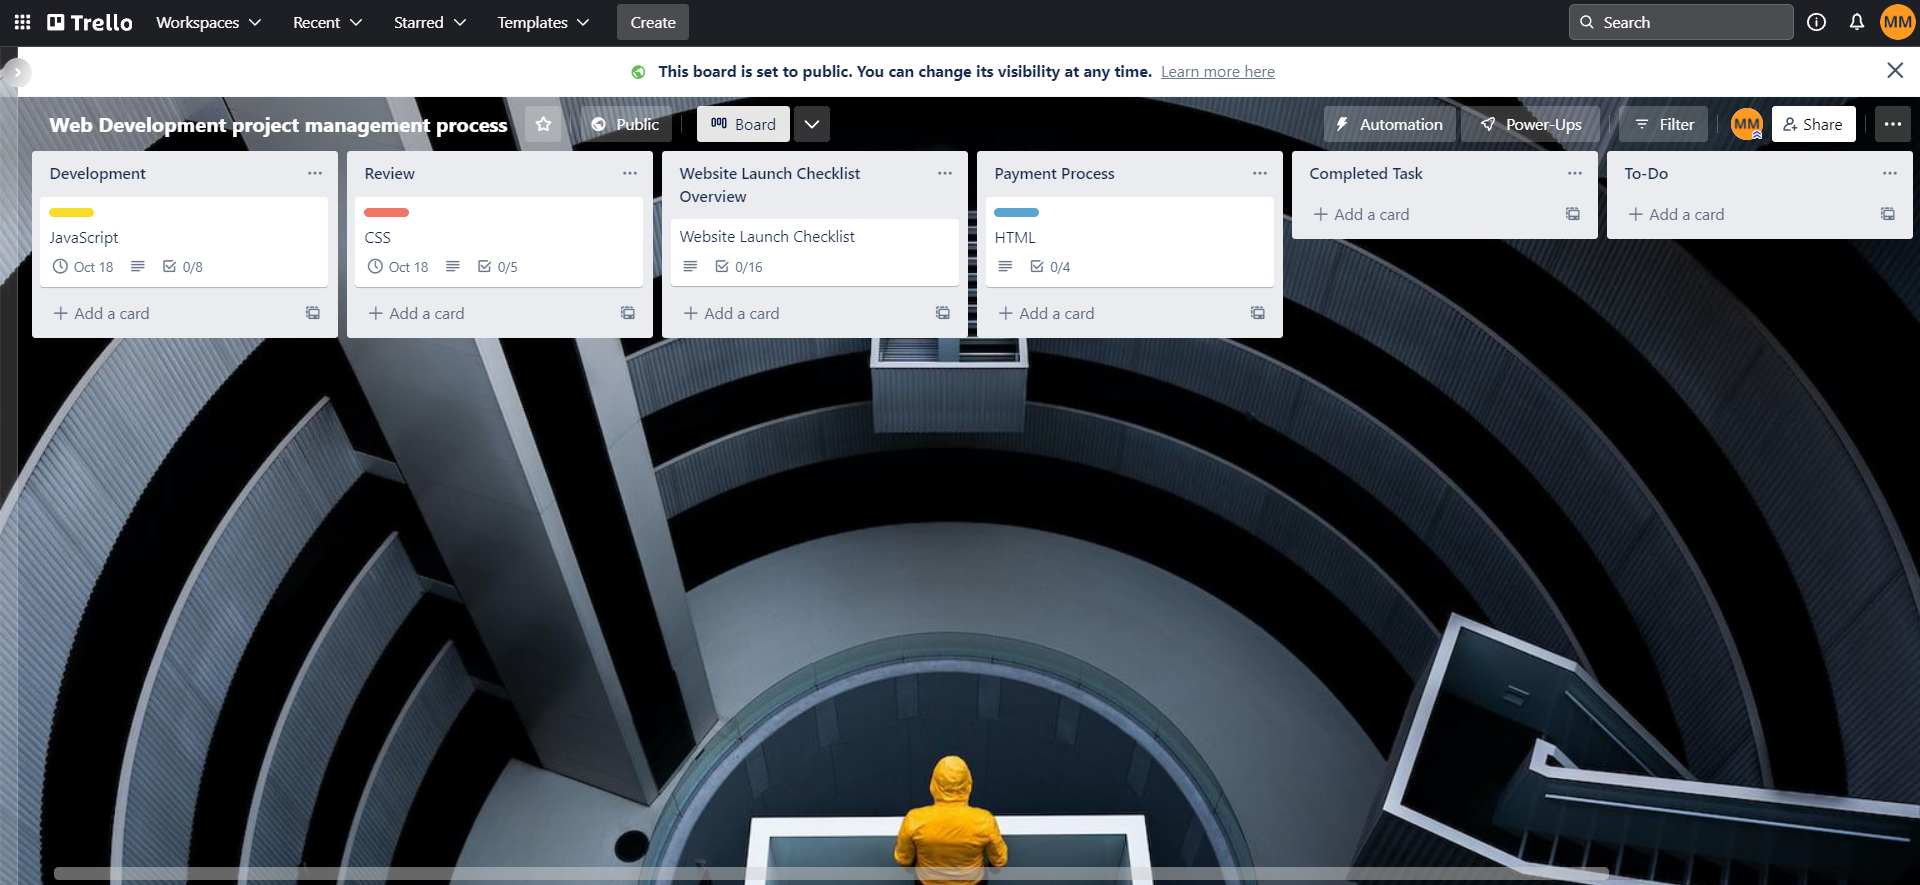 Trello Workspaces Recent Starred Templates Create Search MM
This board is set to public. You can change its visibility at any time. Learn more here
Web Development project management process Public Board Automation Power-Ups Filter MM Share
Development
JavaScript
Oct 18 0/8
Add a card
Review
CSS
Oct 18 0/5
Add a card
Website Launch Checklist
Overview
Website Launch Checklist
0/16
Add a card
Payment Process
HTML
0/4
Add a card
Completed Task
Add a card
To-Do
Add a card